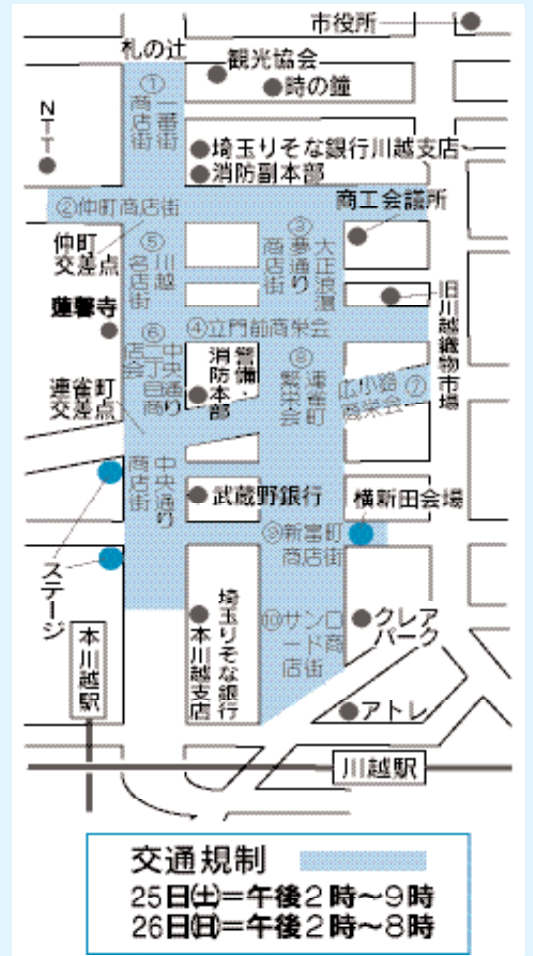 市役所
札の辻
観光協会
時の鐘
①
一番街
商店街
NTT
埼玉りそな銀行川越支店
消防副本部
②仲町商店街
商工会議所
③
大正浪漫
夢通り
商店街
仲町
交差点
⑤
川越
名店街
蓮馨寺
旧川越織物市場
④立門前商栄会
⑥
中央通り
二丁目商
店会
警備・
消防本部
⑧
連雀町
繁栄会
広小路⑦
商栄会
連雀町
交差点
中央通り
商店街
武蔵野銀行
横新田会場
⑨新富町
商店街
ステージ
埼玉りそな銀行
本川越支店
⑩サンロ
ード商
店街
クレア
パーク
本川越駅
アトレ
川越駅
交通規制
25日㈯＝午後2時〜9時
26日㈰＝午後2時〜8時